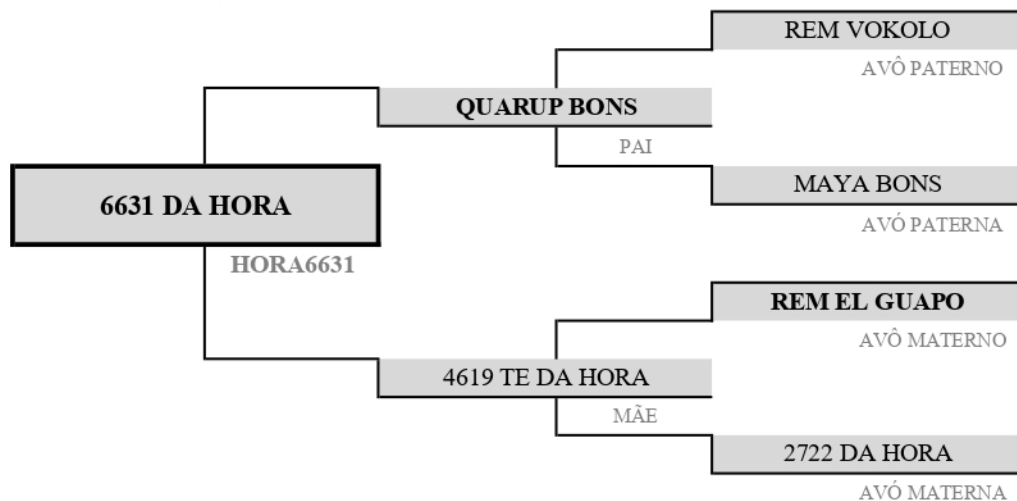 REM VOKOLO
AVÔ PATERNO
QUARUP BONS
PAI
MAYA BONS
AVÓ PATERNA
6631 DA HORA
HORA6631
REM EL GUAPO
AVÔ MATERNO
4619 TE DA HORA
MÃE
2722 DA HORA
AVÓ MATERNA